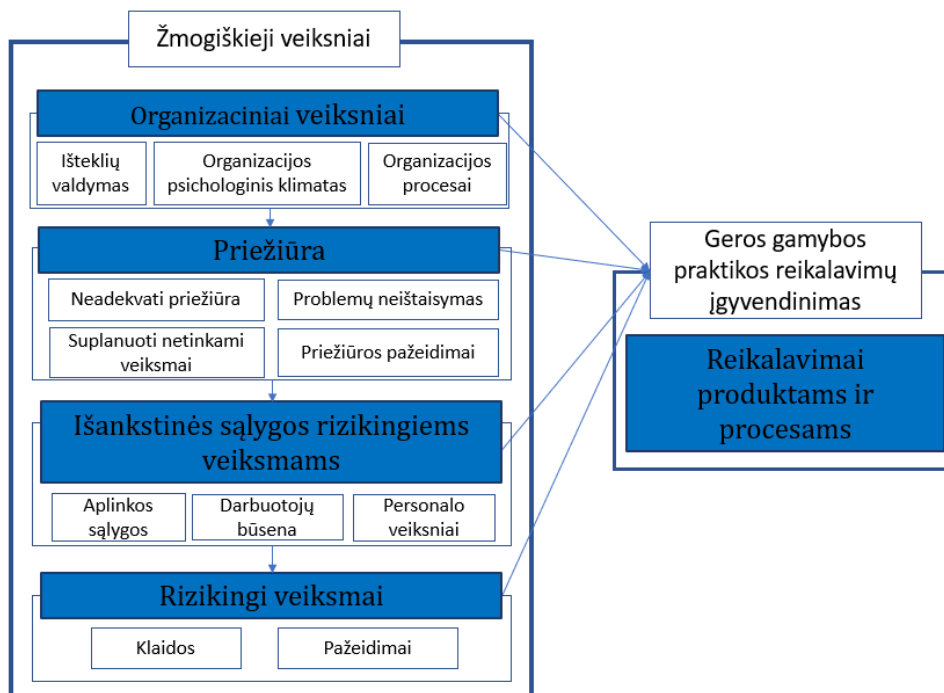 Žmogiškieji veiksniai
Organizaciniai veiksniai
Išteklių
valdymas
Organizacijos
psichologinis klimatas
Organizacijos
procesai
Priežiūra
Neadekvati priežiūra
Problemų neištaisymas
Suplanuoti netinkami
veiksmai
Priežiūros pažeidimai
Išankstinės sąlygos rizikingiems
veiksmams
Aplinkos
sąlygos
Darbuotojų
būsena
Personalo
veiksniai
Rizikingi veiksmai
Klaidos
Pažeidimai
Geros gamybos
praktikos reikalavimų
įgyvendinimas
Reikalavimai
produktams ir
procesams